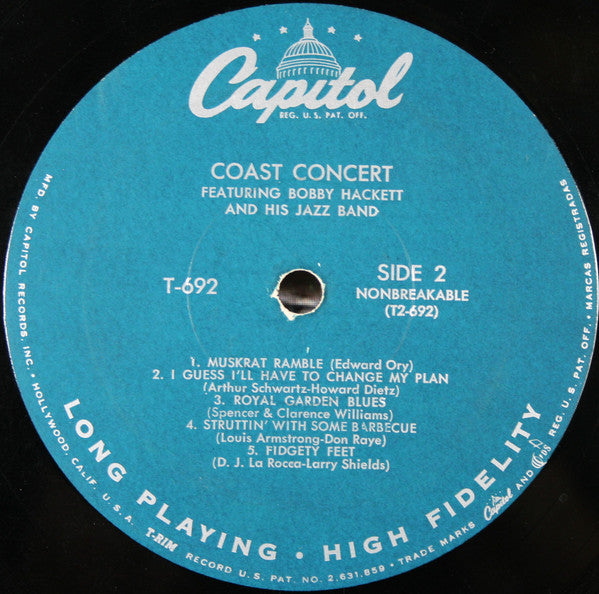 Capitol
REG. U. S. PAT. OFF.
COAST CONCERT
FEATURING BOBBY HACKETT
AND HIS JAZZ BAND
T-692
SIDE 2
NONBREAKABLE
(T2-692)
1. MUSKRAT RAMBLE (Edward Ory)
2. I GUESS I'LL HAVE TO CHANGE MY PLAN
(Arthur Schwartz-Howard Dietz)
3. ROYAL GARDEN BLUES
(Spencer & Clarence Williams)
4. STRUTTIN' WITH SOME BARBECUE
(Louis Armstrong-Don Raye)
5. FIDGETY FEET
(D. J. La Rocca-Larry Shields)
LONG PLAYING • HIGH FIDELITY
MFD BY CAPITOL RECORDS, INC. • HOLLYWOOD, CALIF. U. S. A. T-RIM RECORD U. S. PAT. NO. 2,631,859 • TRADE MARKS Capitol AND REG. U. S. PAT. OFF. • MARCAS REGISTRADAS